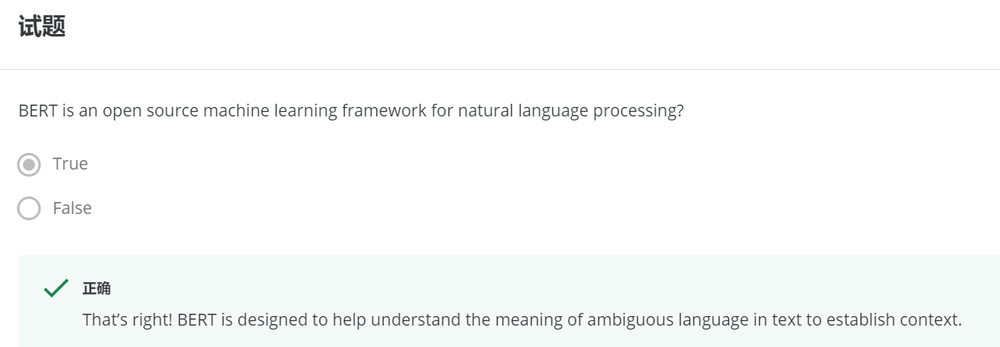 试题
BERT is an open source machine learning framework for natural language processing?
True
False
正确
That’s right! BERT is designed to help understand the meaning of ambiguous language in text to establish context.